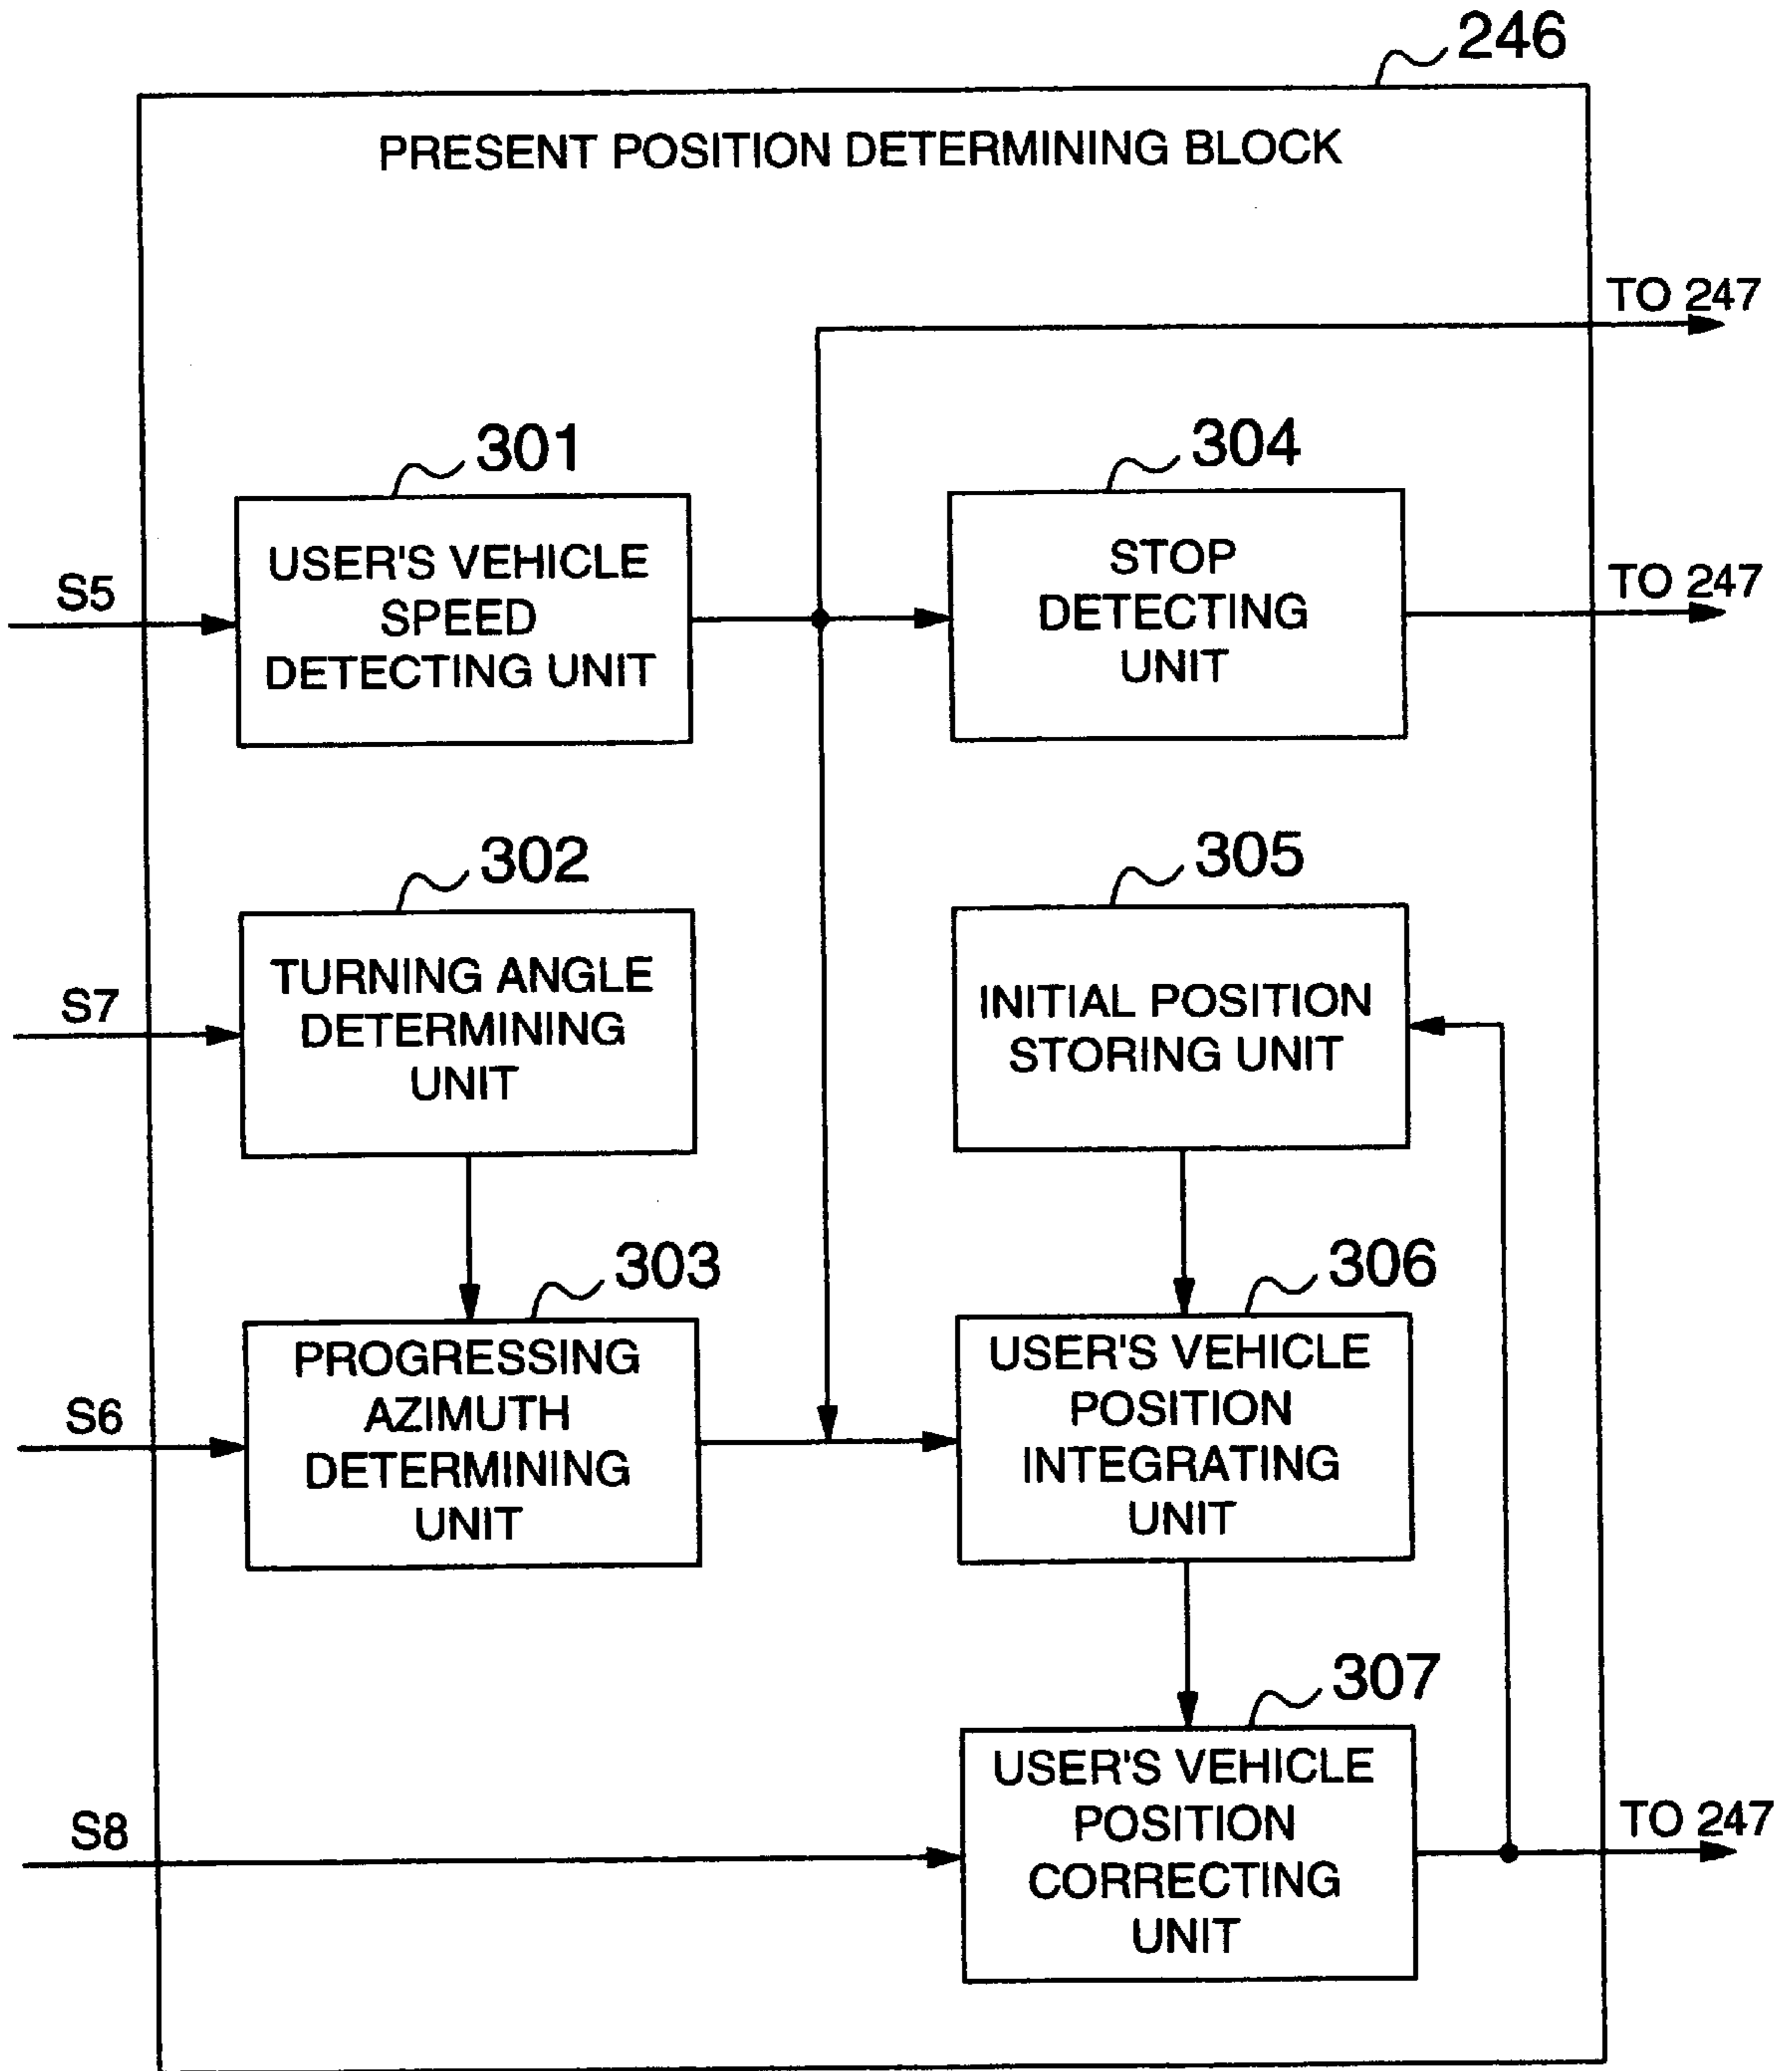 246
PRESENT POSITION DETERMINING BLOCK
TO 247
301
USER'S VEHICLE
SPEED
DETECTING UNIT
304
STOP
DETECTING
UNIT
S5
TO 247
302
TURNING ANGLE
DETERMINING
UNIT
S7
305
INITIAL POSITION
STORING UNIT
303
PROGRESSING
AZIMUTH
DETERMINING
UNIT
S6
306
USER'S VEHICLE
POSITION
INTEGRATING
UNIT
307
USER'S VEHICLE
POSITION
CORRECTING
UNIT
S8
TO 247